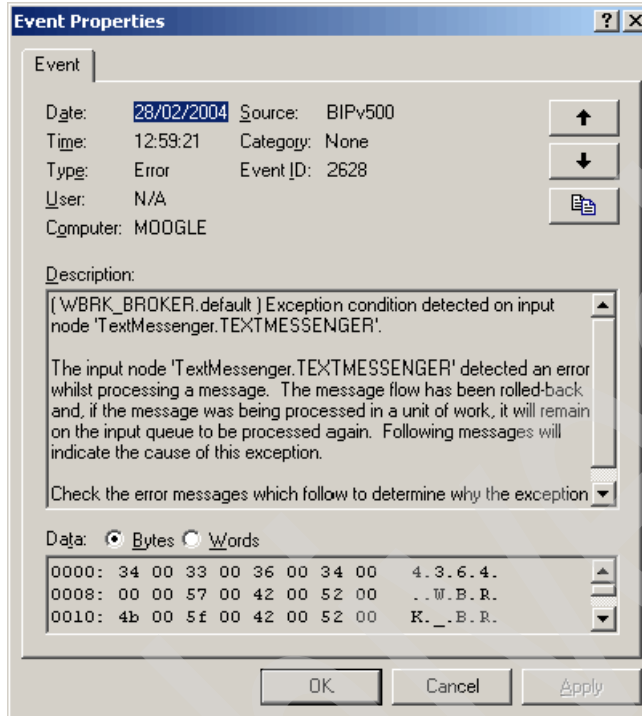 Event Properties
Event
Date: 28/02/2004 Source: BIPv500
Time: 12:59:21 Category: None
Type: Error Event ID: 2628
User: N/A
Computer: MOOGLE
Description:
( WBRK_BROKER.default ) Exception condition detected on input
node 'TextMessenger.TEXTMESSENGER'.
The input node 'TextMessenger.TEXTMESSENGER' detected an error
whilst processing a message. The message flow has been rolled-back
and, if the message was being processed in a unit of work, it will remain
on the input queue to be processed again. Following messages will
indicate the cause of this exception.
Check the error messages which follow to determine why the exception
Data: Bytes Words
0000: 34 00 33 00 36 00 34 00 4.3.6.4.
0008: 00 00 57 00 42 00 52 00 ..W.B.R.
0010: 4b 00 5f 00 42 00 52 00 K._.B.R.
OK Cancel Apply